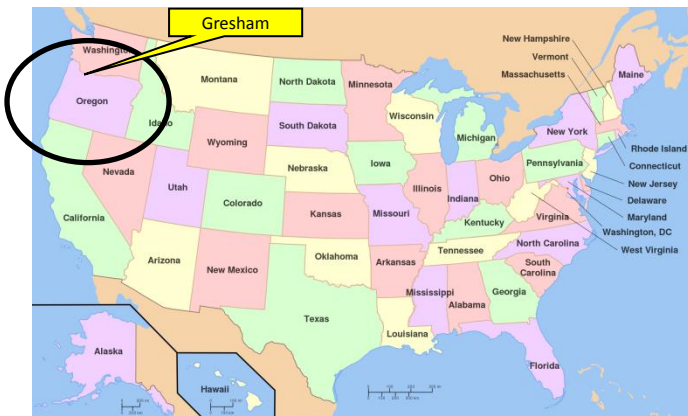 Gresham
Washington
New Hampshire
Vermont
Massachusetts
Maine
Montana
North Dakota
Minnesota
Oregon
Idaho
Wisconsin
South Dakota
Michigan
New York
Wyoming
Rhode Island
Connecticut
Iowa
Pennsylvania
Nebraska
New Jersey
Nevada
Ohio
Utah
Illinois
Indiana
Delaware
Colorado
Maryland
California
Kansas
Missouri
Virginia
Washington, DC
Kentucky
West Virginia
North Carolina
Tennessee
Arizona
Oklahoma
New Mexico
Arkansas
South
Carolina
Mississippi
Georgia
Alabama
Texas
Louisiana
Alaska
Florida
Hawaii